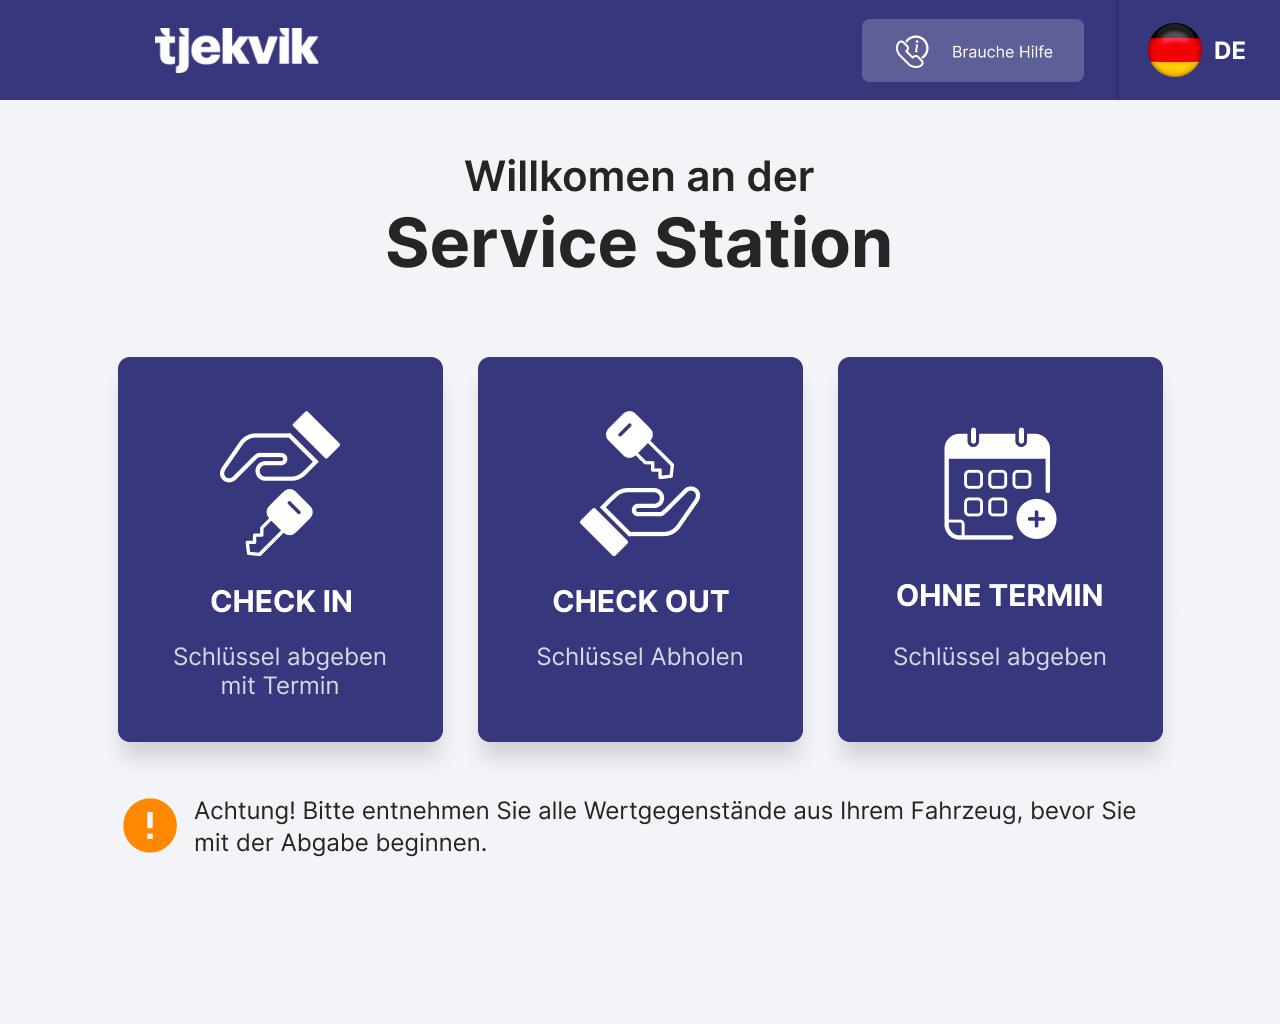 tjekvik
Brauche Hilfe
DE
Willkomen an der
Service Station
CHECK IN
Schlüssel abgeben
mit Termin
CHECK OUT
Schlüssel Abholen
OHNE TERMIN
Schlüssel abgeben
Achtung! Bitte entnehmen Sie alle Wertgegenstände aus Ihrem Fahrzeug, bevor Sie
mit der Abgabe beginnen.